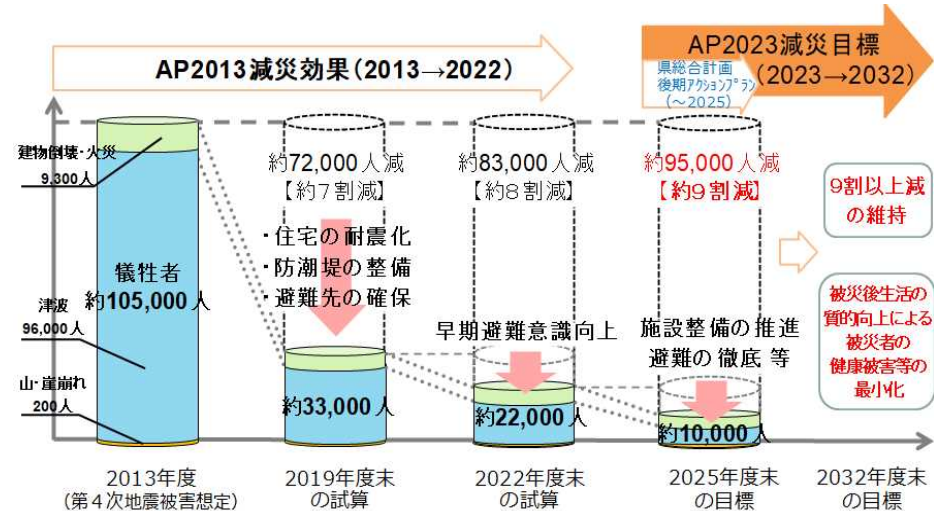 AP2013減災効果(2013→2022)
AP2023減災目標
(2023→2032)
県総合計画
後期アクションプラン
(~2025)
建物倒壊・火災
9,300人
津波
96,000人
山・崖崩れ
200人
犠牲者
約105,000人
約72,000人減
【約7割減】
・住宅の耐震化
・防潮堤の整備
・避難先の確保
約33,000人
約83,000人減
【約8割減】
早期避難意識向上
約22,000人
約95,000人減
【約9割減】
施設整備の推進
避難の徹底 等
約10,000人
9割以上減
の維持
被災後生活の
質的向上による
被災者の
健康被害等の
最小化
2013年度
(第4次地震被害想定)
2019年度末
の試算
2022年度末
の試算
2025年度末
の目標
2032年度末
の目標